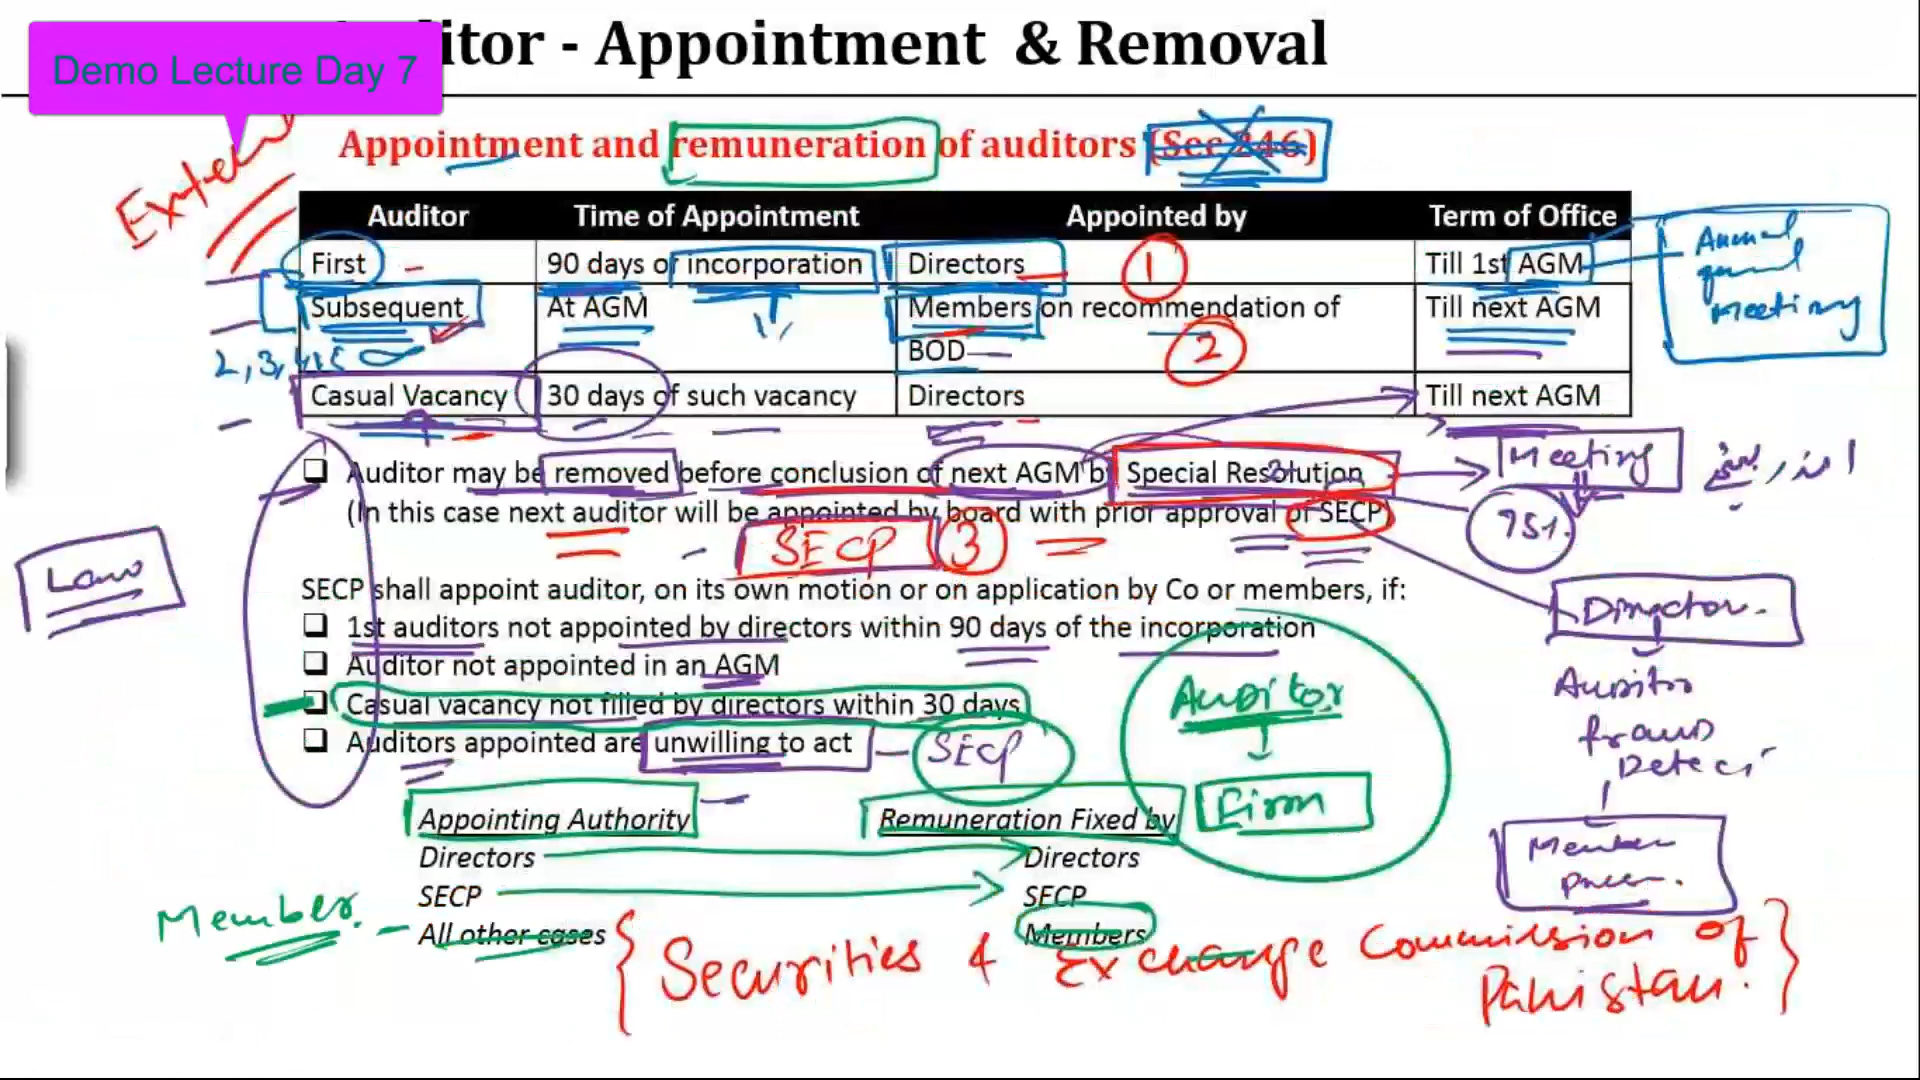 Demo Lecture Day 7
itor - Appointment & Removal
External
Appointment and remuneration of auditors (Sec 246)
Auditor Time of Appointment Appointed by Term of Office
First 90 days of incorporation Directors 1 Till 1st AGM
Annual general Meeting
Subsequent At AGM Members on recommendation of BOD 2 Till next AGM
2, 3, 4, 5 ∞
Casual Vacancy 30 days of such vacancy Directors Till next AGM
❑ Auditor may be removed before conclusion of next AGM by Special Resolution
Meeting
(In this case next auditor will be appointed by board with prior approval of SECP)
75%
SECP 3
Law
SECP shall appoint auditor, on its own motion or on application by Co or members, if:
❑ 1st auditors not appointed by directors within 90 days of the incorporation
❑ Auditor not appointed in an AGM
❑ Casual vacancy not filled by directors within 30 days
❑ Auditors appointed are unwilling to act — SECP
Director.
Auditor
fraud
Detect
Member
Auditor
Firm
Appointing Authority Remuneration Fixed by
Directors Directors
SECP SECP
Member. - All other cases Members
{ Securities & Exchange Commission of
Pakistan. }